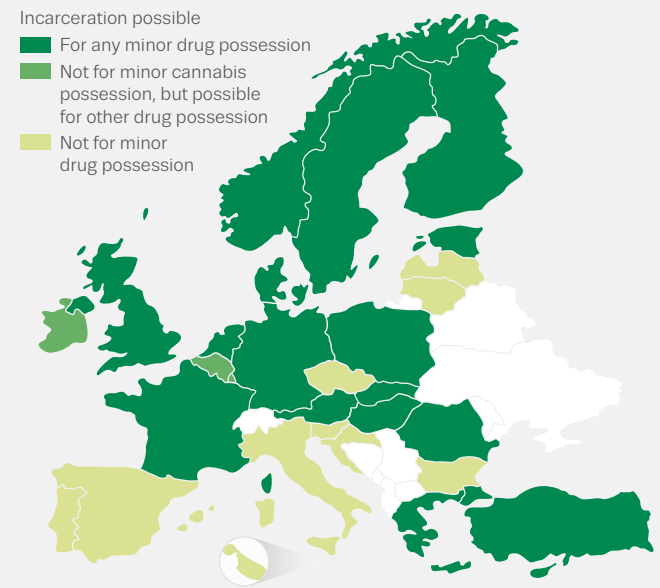 Incarceration possible
For any minor drug possession
Not for minor cannabis
possession, but possible
for other drug possession
Not for minor
drug possession